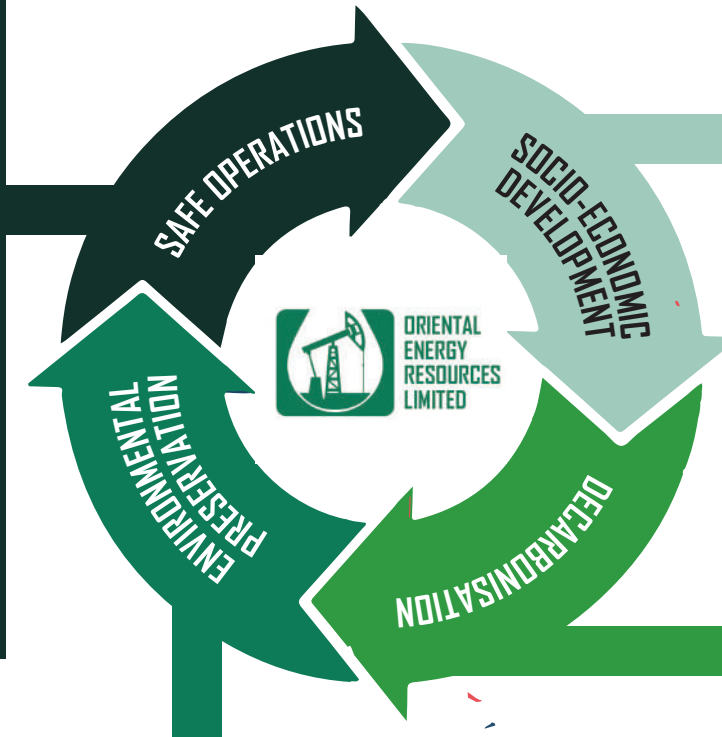 SAFE OPERATIONS
SOCIO-ECONOMIC
DEVELOPMENT
ORIENTAL
ENERGY
RESOURCES
LIMITED
DECARBONISATION
ENVIRONMENTAL
PRESERVATION